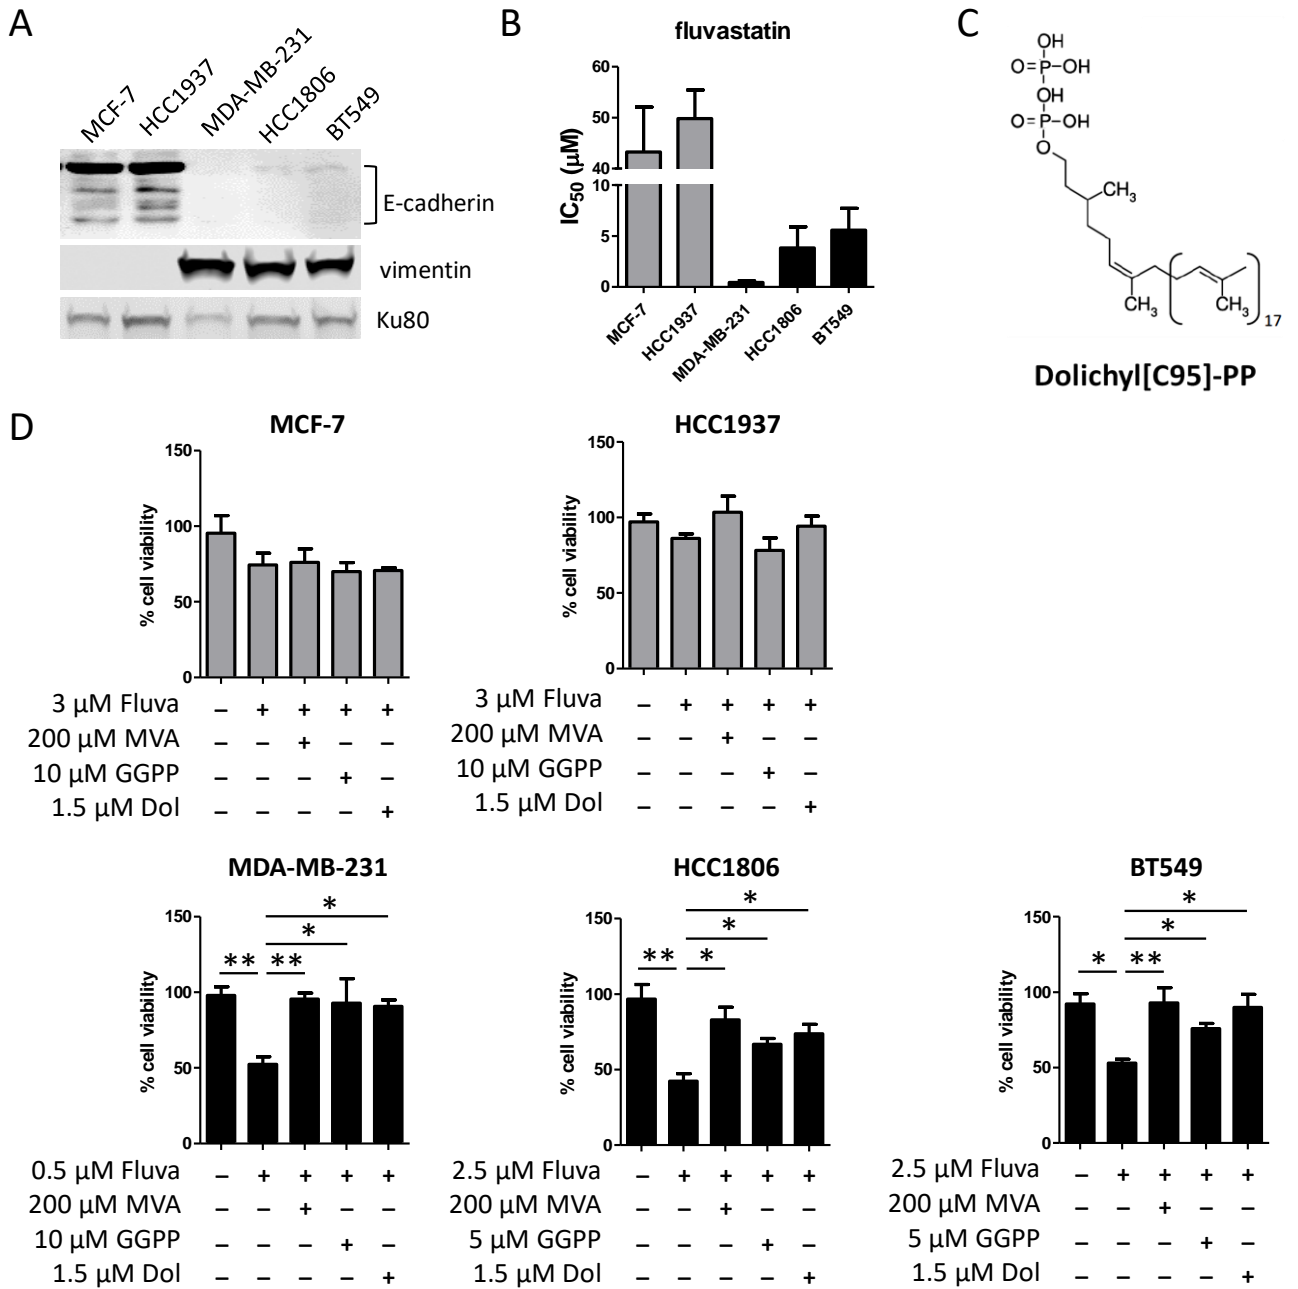 A
MCF-7
HCC1937
MDA-MB-231
HCC1806
BT549
E-cadherin
vimentin
Ku80
B
fluvastatin
IC50 (µM)
60
50
40
10
5
0
MCF-7
HCC1937
MDA-MB-231
HCC1806
BT549
C
OH
O=P–OH
OH
O=P–OH
O
CH3
CH3
CH3
17
Dolichyl[C95]-PP
D
MCF-7
% cell viability
150
100
50
0
3 µM Fluva – + + + +
200 µM MVA – – + – –
10 µM GGPP – – – + –
1.5 µM Dol – – – – +
HCC1937
% cell viability
150
100
50
0
3 µM Fluva – + + + +
200 µM MVA – – + – –
10 µM GGPP – – – + –
1.5 µM Dol – – – – +
MDA-MB-231
*
*
** **
% cell viability
150
100
50
0
0.5 µM Fluva – + + + +
200 µM MVA – – + – –
10 µM GGPP – – – + –
1.5 µM Dol – – – – +
HCC1806
*
*
** *
% cell viability
150
100
50
0
2.5 µM Fluva – + + + +
200 µM MVA – – + – –
5 µM GGPP – – – + –
1.5 µM Dol – – – – +
BT549
*
*
* **
% cell viability
150
100
50
0
2.5 µM Fluva – + + + +
200 µM MVA – – + – –
5 µM GGPP – – – + –
1.5 µM Dol – – – – +